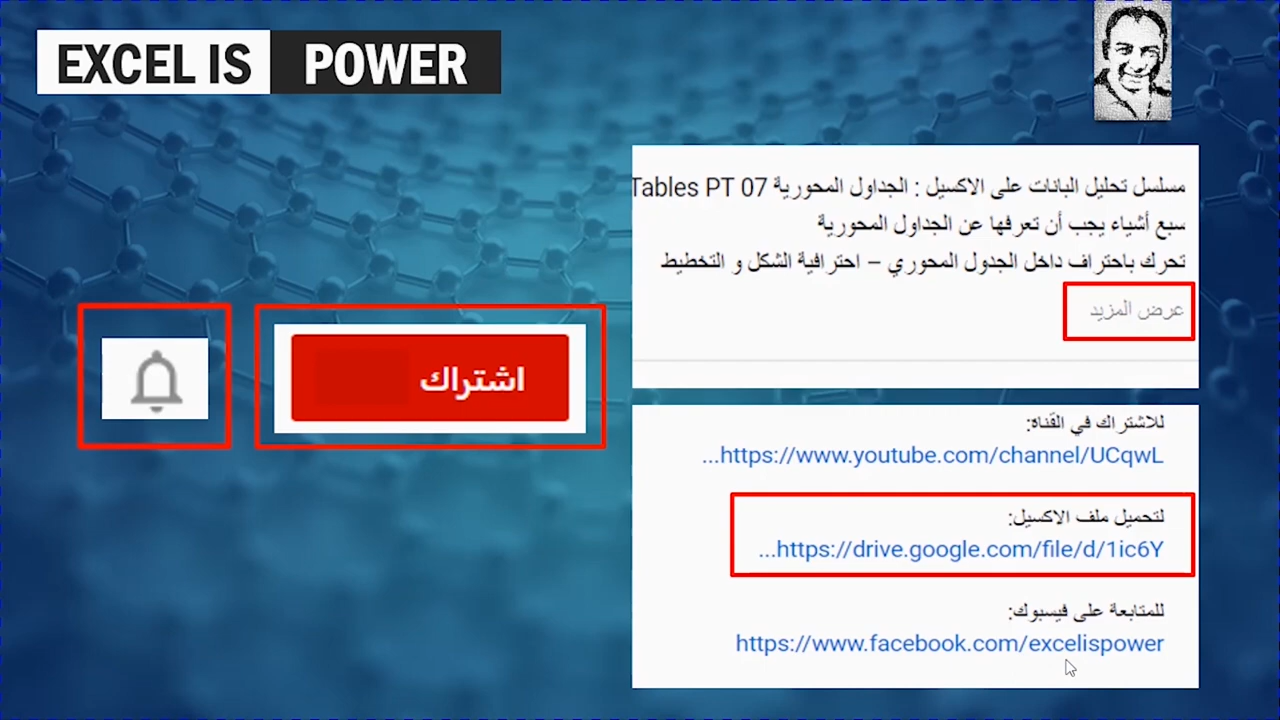 EXCEL IS POWER
مسلسل تحليل البانات على الاكسيل : الجداول المحورية Tables PT 07
سبع أشياء يجب أن تعرفها عن الجداول المحورية
تحرك باحتراف داخل الجدول المحوري – احترافية الشكل و التخطيط
عرض المزيد
اشتراك
للاشتراك في القناة:
https://www.youtube.com/channel/UCqwL...
لتحميل ملف الاكسيل:
https://drive.google.com/file/d/1ic6Y...
للمتابعة على فيسبوك:
https://www.facebook.com/excelispower